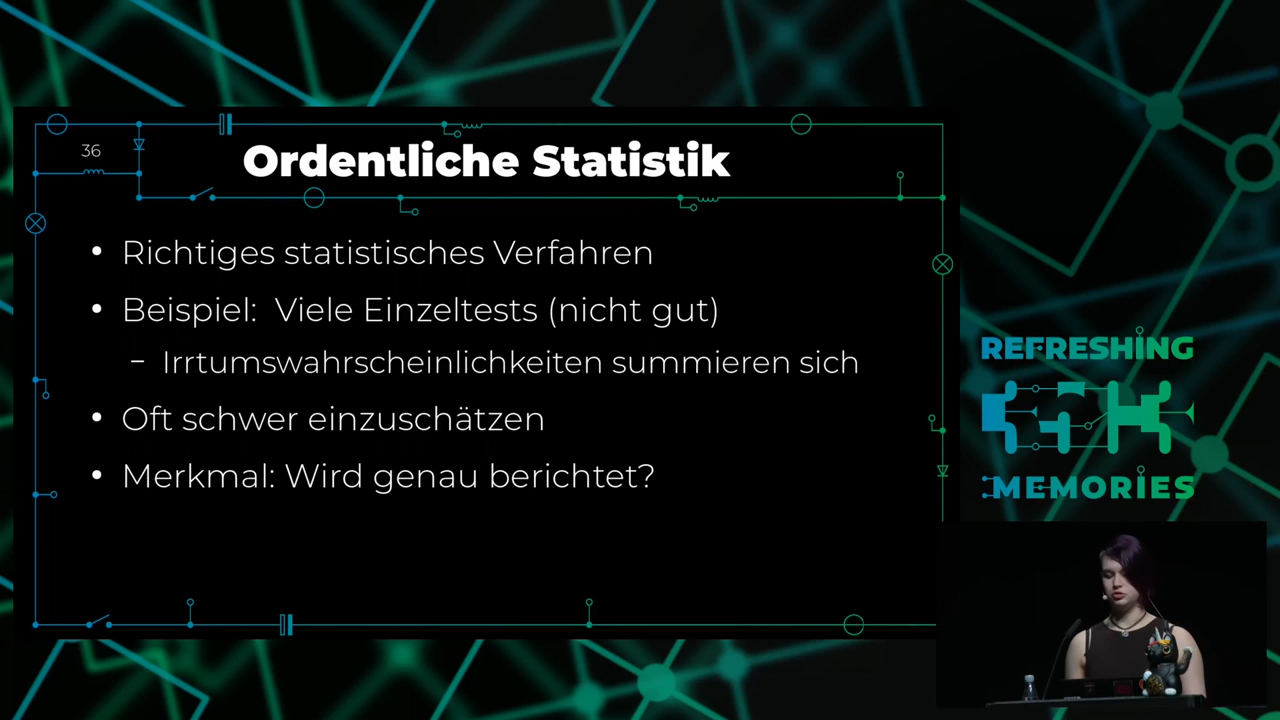 36
Ordentliche Statistik
• Richtiges statistisches Verfahren
• Beispiel: Viele Einzeltests (nicht gut)
– Irrtumswahrscheinlichkeiten summieren sich
• Oft schwer einzuschätzen
• Merkmal: Wird genau berichtet?
REFRESHING
MEMORIES